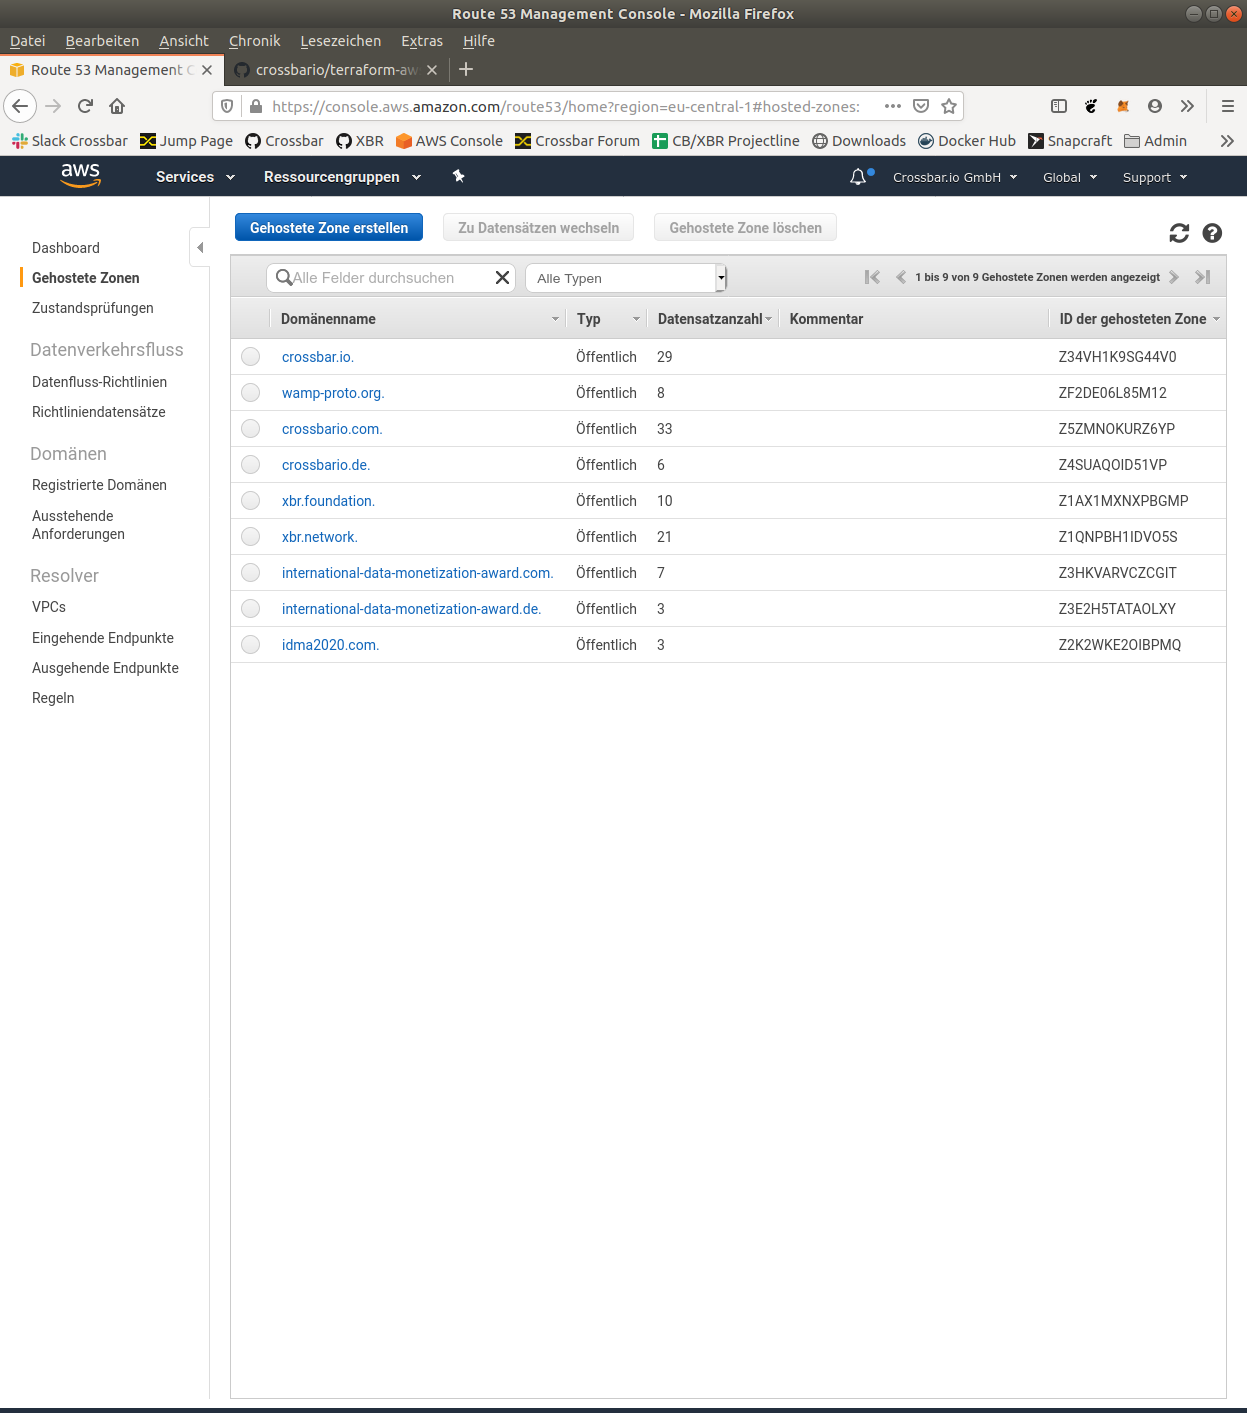 Route 53 Management Console - Mozilla Firefox
Datei Bearbeiten Ansicht Chronik Lesezeichen Extras Hilfe
Route 53 Management C crossbario/terraform-aw
https://console.aws.amazon.com/route53/home?region=eu-central-1#hosted-zones:
Slack Crossbar Jump Page Crossbar XBR AWS Console Crossbar Forum CB/XBR Projectline Downloads Docker Hub Snapcraft Admin
aws Services Ressourcengruppen Crossbar.io GmbH Global Support
Gehostete Zone erstellen Zu Datensätzen wechseln Gehostete Zone löschen
Dashboard
Gehostete Zonen
Zustandsprüfungen
Datenverkehrsfluss
Datenfluss-Richtlinien
Richtliniendatensätze
Domänen
Registrierte Domänen
Ausstehende
Anforderungen
Resolver
VPCs
Eingehende Endpunkte
Ausgehende Endpunkte
Regeln
Alle Felder durchsuchen Alle Typen 1 bis 9 von 9 Gehostete Zonen werden angezeigt
Domänenname Typ Datensatzanzahl Kommentar ID der gehosteten Zone
crossbar.io. Öffentlich 29 Z34VH1K9SG44V0
wamp-proto.org. Öffentlich 8 ZF2DE06L85M12
crossbario.com. Öffentlich 33 Z5ZMNOKURZ6YP
crossbario.de. Öffentlich 6 Z4SUAQOID51VP
xbr.foundation. Öffentlich 10 Z1AX1MXNXPBGMP
xbr.network. Öffentlich 21 Z1QNPBH1IDVO5S
international-data-monetization-award.com. Öffentlich 7 Z3HKVARVCZCGIT
international-data-monetization-award.de. Öffentlich 3 Z3E2H5TATAOLXY
idma2020.com. Öffentlich 3 Z2K2WKE2OIBPMQ